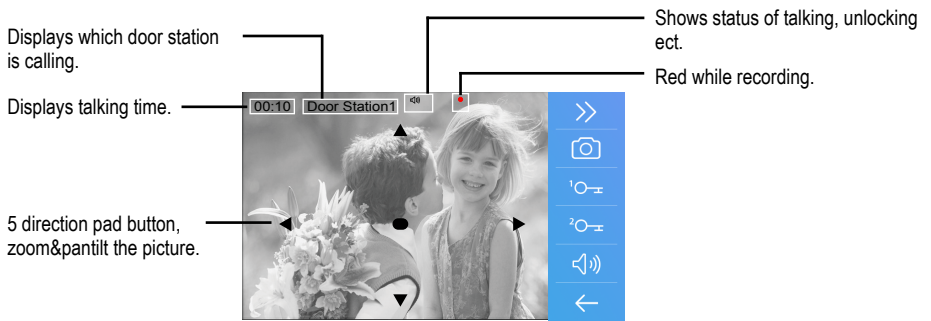 Displays which door station
is calling.
Displays talking time.
5 direction pad button,
zoom&pantilt the picture.
Shows status of talking, unlocking
ect.
Red while recording.
00:10 Door Station1
1
2